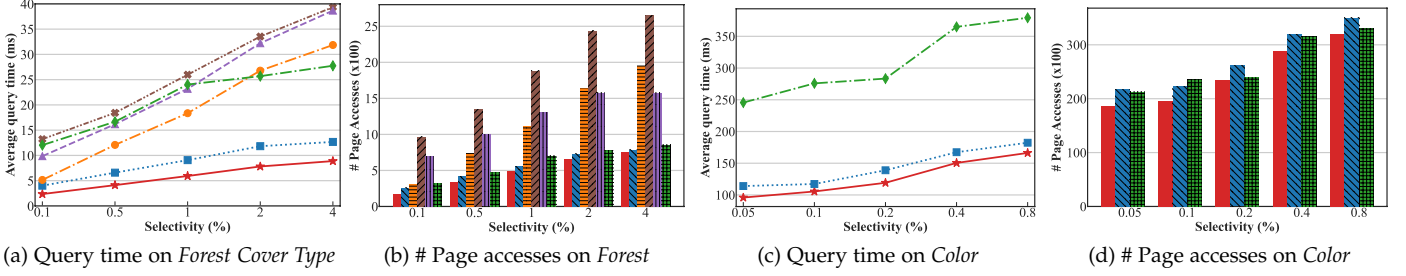 40
35
30
25
20
15
10
5
0
Average query time (ms)
0.1 0.5 1 2 4
Selectivity (%)
(a) Query time on Forest Cover Type
25
20
15
10
5
0
# Page Accesses (x100)
0.1 0.5 1 2 4
Selectivity (%)
(b) # Page accesses on Forest
350
300
250
200
150
100
Average query time (ms)
0.05 0.1 0.2 0.4 0.8
Selectivity (%)
(c) Query time on Color
300
200
100
0
# Page Accesses (x100)
0.05 0.1 0.2 0.4 0.8
Selectivity (%)
(d) # Page accesses on Color